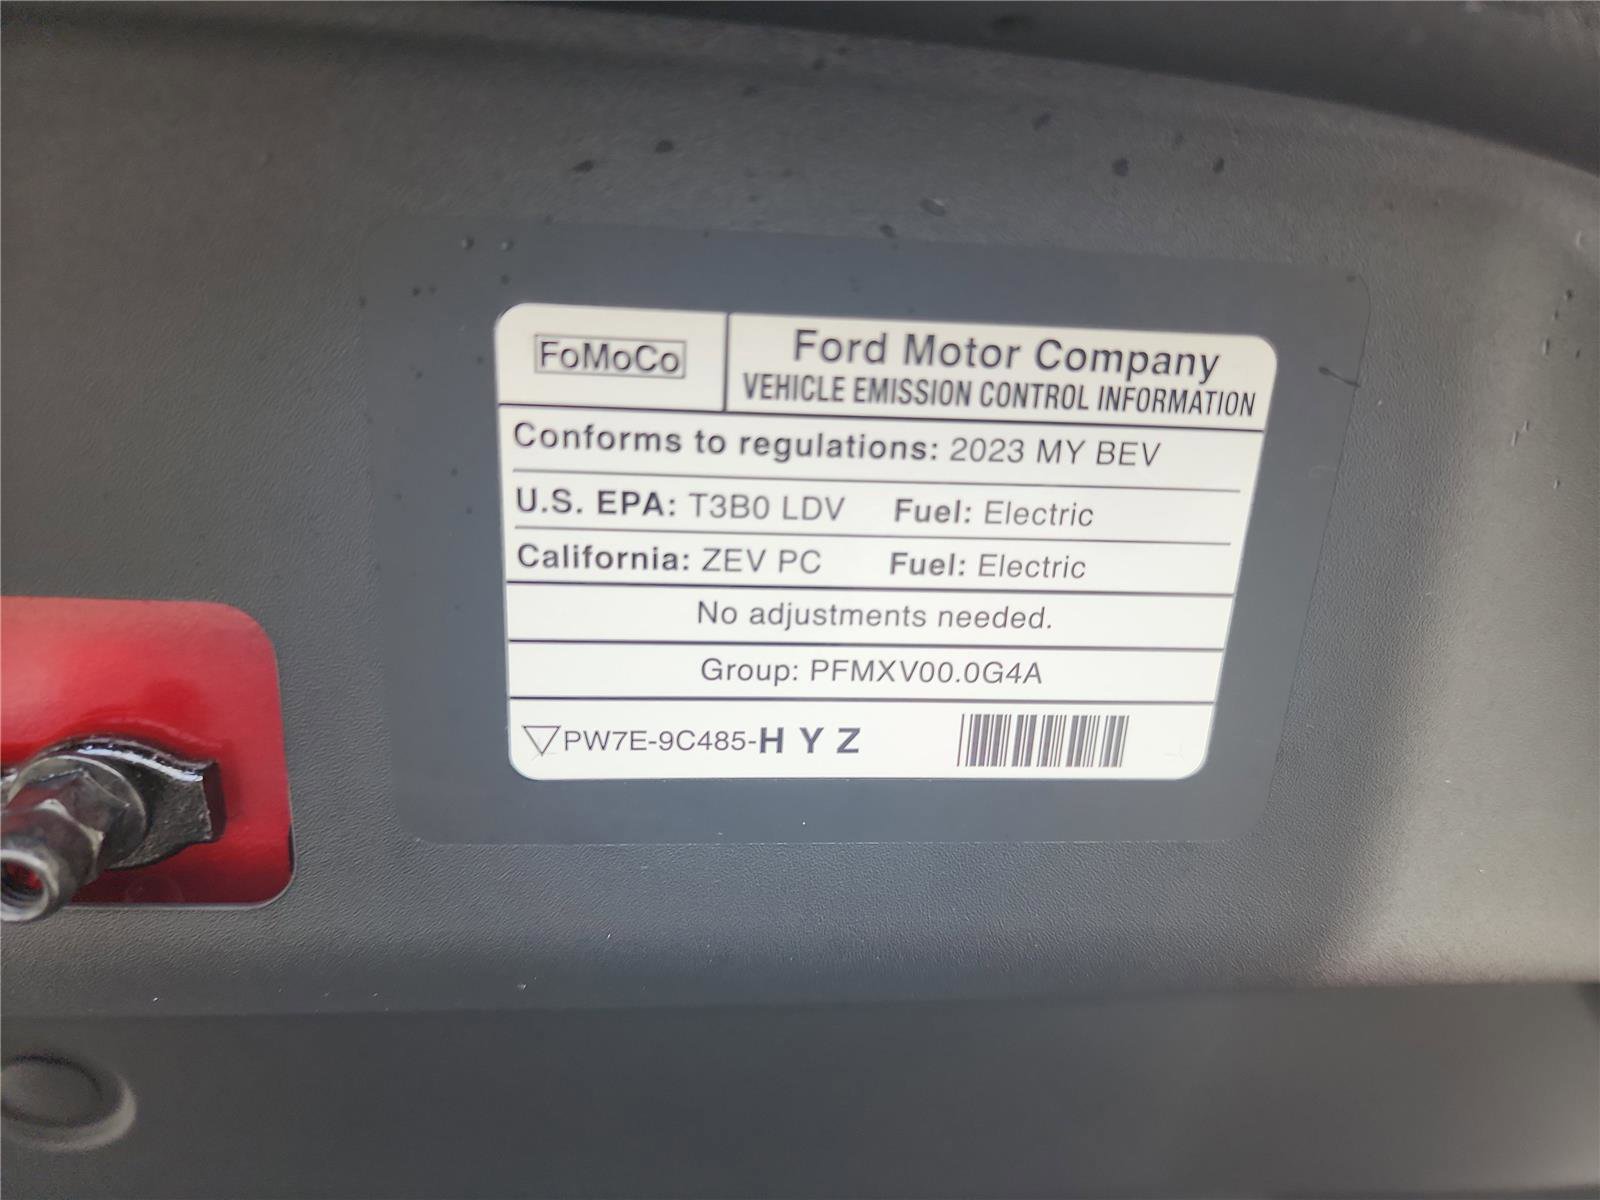 FoMoCo
Ford Motor Company
VEHICLE EMISSION CONTROL INFORMATION
Conforms to regulations: 2023 MY BEV
U.S. EPA: T3B0 LDV Fuel: Electric
California: ZEV PC Fuel: Electric
No adjustments needed.
Group: PFMXV00.0G4A
PW7E-9C485-H Y Z